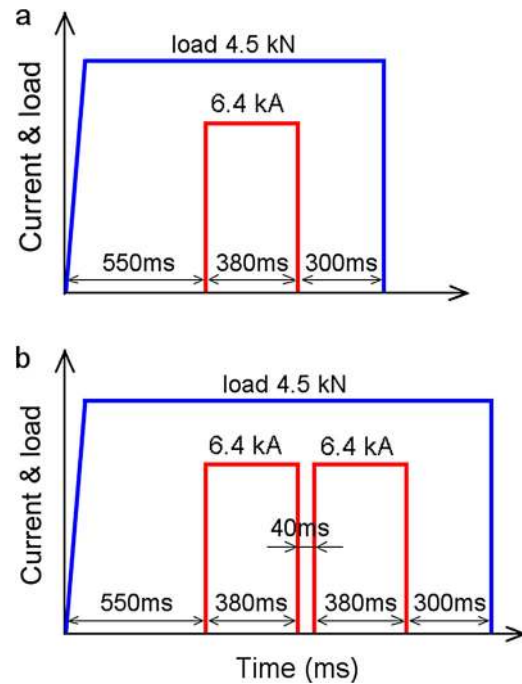 a
Current & load
load 4.5 kN
6.4 kA
550ms
380ms
300ms
b
Current & load
load 4.5 kN
6.4 kA
6.4 kA
40ms
550ms
380ms
380ms
300ms
Time (ms)